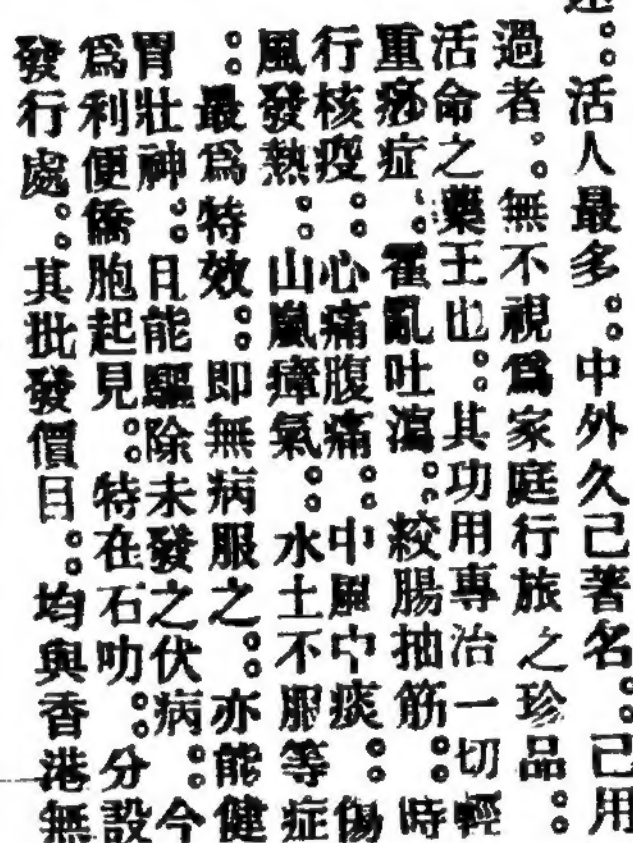 。活人最多。中外久己著名。己用
過者。無不視爲家庭行旅之珍品。
活命之藥王也。其功用專治一切輕
重痧症。霍亂吐瀉。絞腸抽筋。時
行核疫。心痛腹痛。中風中痰。傷
風發熱。山嵐瘴氣。水土不服等症
。最爲特效。即無病服之。亦能健
胃壯神。且能驅除未發之伏病。今
爲利便僑胞起見。特在石叻。分設
發行處。其批發價目。均與香港無